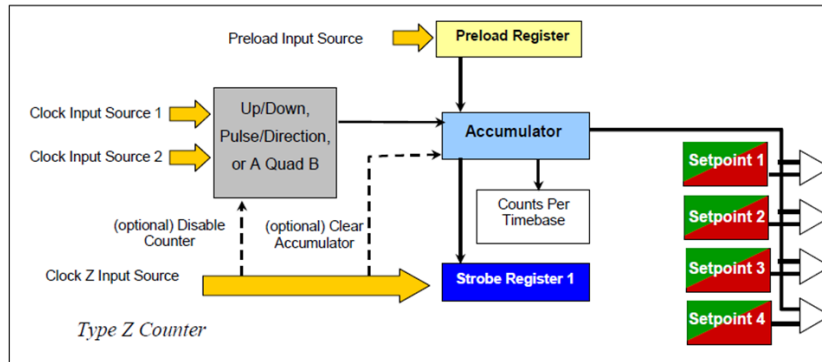 Preload Input Source
Preload Register
Clock Input Source 1
Clock Input Source 2
Up/Down,
Pulse/Direction,
or A Quad B
Accumulator
Setpoint 1
Setpoint 2
Setpoint 3
Setpoint 4
Counts Per
Timebase
(optional) Disable
Counter
(optional) Clear
Accumulator
Clock Z Input Source
Strobe Register 1
Type Z Counter